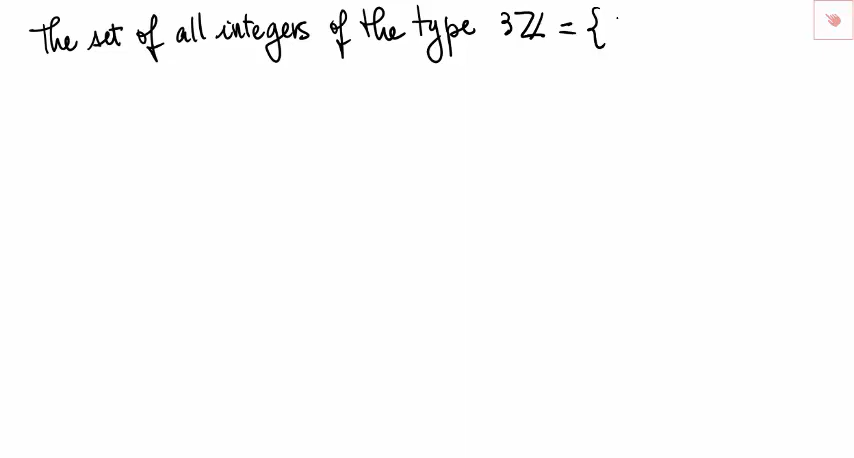 The set of all integers of the type 3ℤ = {